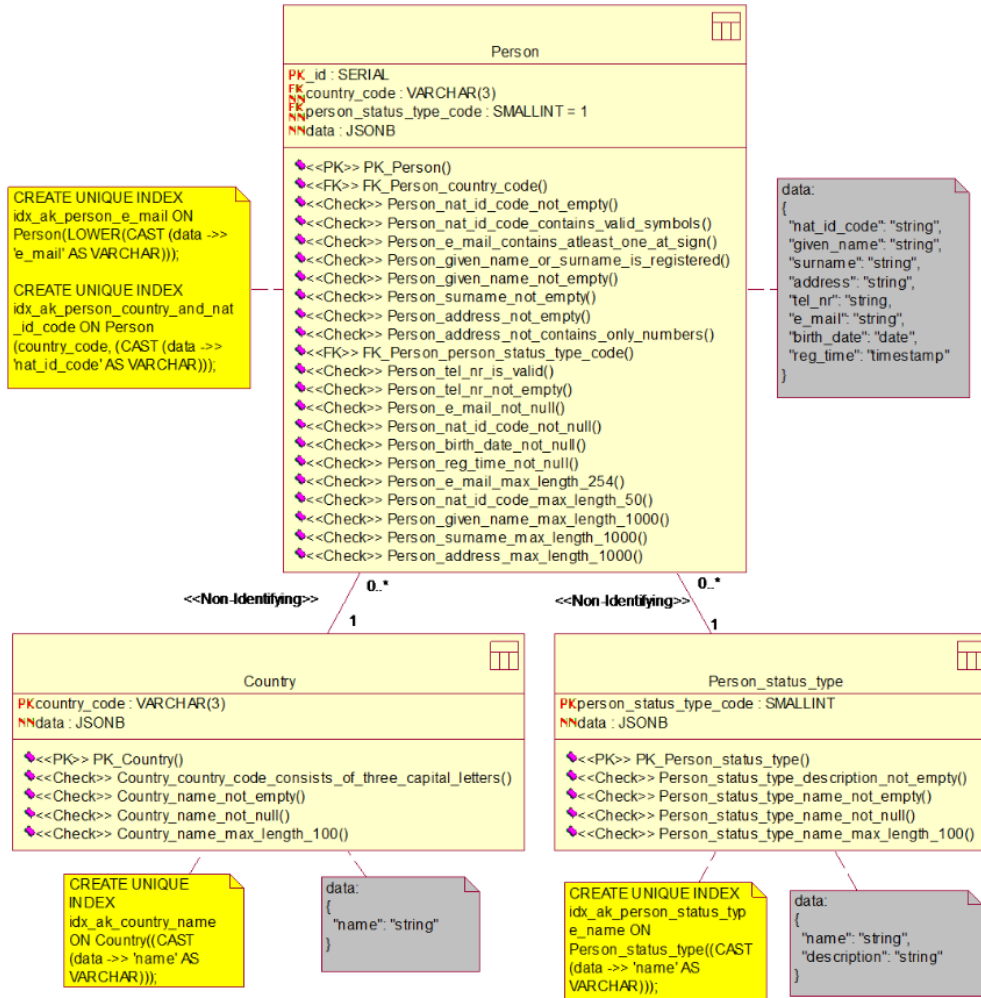 Person
PK _id : SERIAL
FK NN country_code : VARCHAR(3)
FK NN person_status_type_code : SMALLINT = 1
NN data : JSONB
<<PK>> PK_Person()
<<FK>> FK_Person_country_code()
<<Check>> Person_nat_id_code_not_empty()
<<Check>> Person_nat_id_code_contains_valid_symbols()
<<Check>> Person_e_mail_contains_atleast_one_at_sign()
<<Check>> Person_given_name_or_surname_is_registered()
<<Check>> Person_given_name_not_empty()
<<Check>> Person_surname_not_empty()
<<Check>> Person_address_not_empty()
<<Check>> Person_address_not_contains_only_numbers()
<<FK>> FK_Person_person_status_type_code()
<<Check>> Person_tel_nr_is_valid()
<<Check>> Person_tel_nr_not_empty()
<<Check>> Person_e_mail_not_null()
<<Check>> Person_nat_id_code_not_null()
<<Check>> Person_birth_date_not_null()
<<Check>> Person_reg_time_not_null()
<<Check>> Person_e_mail_max_length_254()
<<Check>> Person_nat_id_code_max_length_50()
<<Check>> Person_given_name_max_length_1000()
<<Check>> Person_surname_max_length_1000()
<<Check>> Person_address_max_length_1000()
CREATE UNIQUE INDEX
idx_ak_person_e_mail ON
Person(LOWER(CAST (data ->>
'e_mail' AS VARCHAR)));
CREATE UNIQUE INDEX
idx_ak_person_country_and_nat
_id_code ON Person
(country_code, (CAST (data ->>
'nat_id_code' AS VARCHAR)));
data:
{
"nat_id_code": "string",
"given_name": "string",
"surname": "string",
"address": "string",
"tel_nr": "string,
"e_mail": "string",
"birth_date": "date",
"reg_time": "timestamp"
}
<<Non-Identifying>>
0..*
1
<<Non-Identifying>>
0..*
1
Country
PK country_code : VARCHAR(3)
NN data : JSONB
<<PK>> PK_Country()
<<Check>> Country_country_code_consists_of_three_capital_letters()
<<Check>> Country_name_not_empty()
<<Check>> Country_name_not_null()
<<Check>> Country_name_max_length_100()
Person_status_type
PK person_status_type_code : SMALLINT
NN data : JSONB
<<PK>> PK_Person_status_type()
<<Check>> Person_status_type_description_not_empty()
<<Check>> Person_status_type_name_not_empty()
<<Check>> Person_status_type_name_not_null()
<<Check>> Person_status_type_name_max_length_100()
CREATE UNIQUE
INDEX
idx_ak_country_name
ON Country((CAST
(data ->> 'name' AS
VARCHAR)));
data:
{
"name": "string"
}
CREATE UNIQUE INDEX
idx_ak_person_status_typ
e_name ON
Person_status_type((CAST
(data ->> 'name' AS
VARCHAR)));
data:
{
"name": "string",
"description": "string"
}